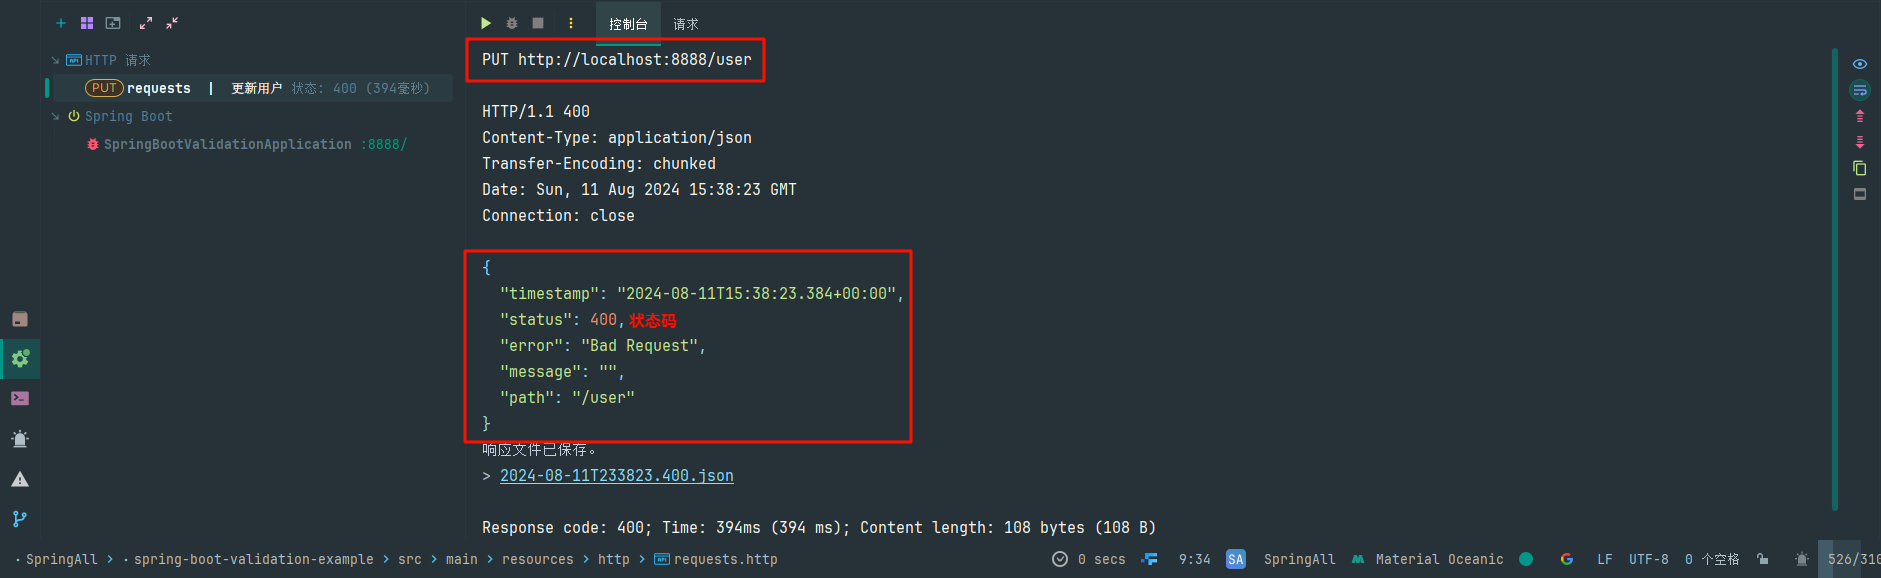 控制台 请求
HTTP 请求
PUT requests | 更新用户 状态: 400 (394毫秒)
Spring Boot
SpringBootValidationApplication :8888/
PUT http://localhost:8888/user
HTTP/1.1 400
Content-Type: application/json
Transfer-Encoding: chunked
Date: Sun, 11 Aug 2024 15:38:23 GMT
Connection: close
{
"timestamp": "2024-08-11T15:38:23.384+00:00",
"status": 400, 状态码
"error": "Bad Request",
"message": "",
"path": "/user"
}
响应文件已保存。
> 2024-08-11T233823.400.json
Response code: 400; Time: 394ms (394 ms); Content length: 108 bytes (108 B)
SpringAll > spring-boot-validation-example > src > main > resources > http > API requests.http 0 secs 9:34 SA SpringAll Material Oceanic G LF UTF-8 0 个空格 526/310